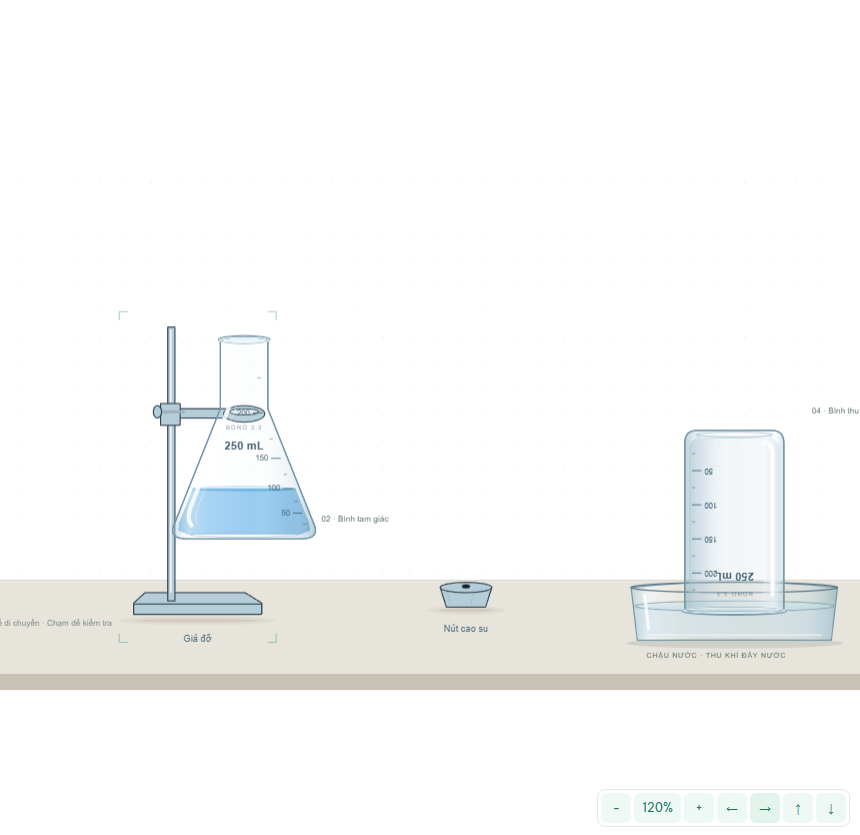 200
BORO 3.3
250 mL
150
100
50
02 · Bình tam giác
di chuyển · Chạm để kiểm tra
Giá đỡ
Nút cao su
04 · Bình thu
50
100
150
200
250 mL
BORO 3.3
CHẬU NƯỚC · THU KHÍ ĐẨY NƯỚC
−
120%
+
←
→
↑
↓